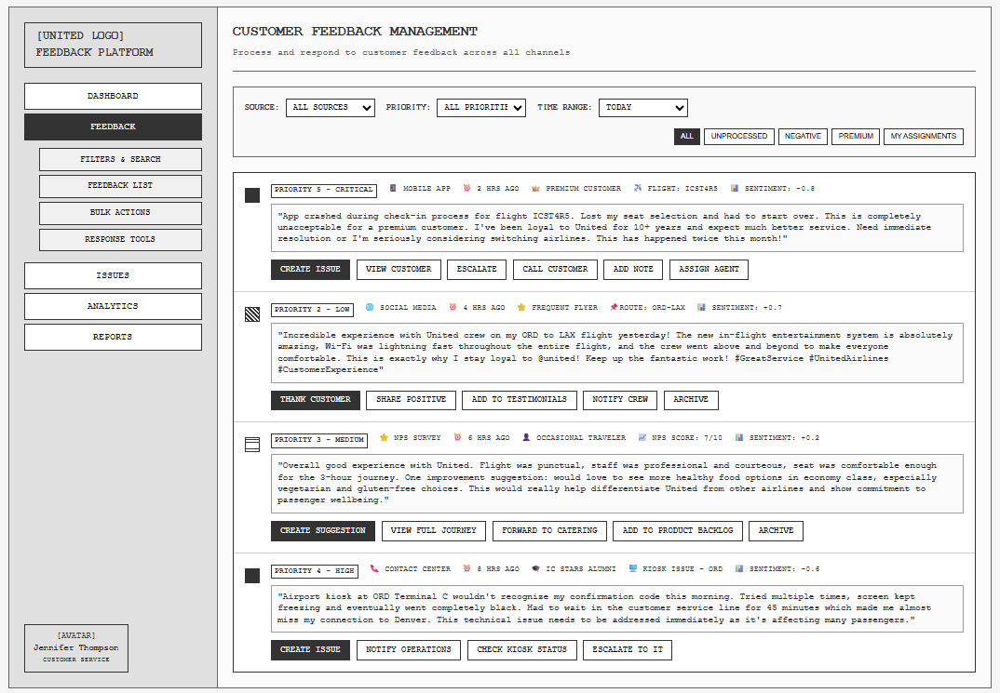 [UNITED LOGO]
FEEDBACK PLATFORM
DASHBOARD
FEEDBACK
FILTERS & SEARCH
FEEDBACK LIST
BULK ACTIONS
RESPONSE TOOLS
ISSUES
ANALYTICS
REPORTS
[AVATAR]
Jennifer Thompson
CUSTOMER SERVICE
CUSTOMER FEEDBACK MANAGEMENT
Process and respond to customer feedback across all channels
SOURCE: ALL SOURCES PRIORITY: ALL PRIORITIE TIME RANGE: TODAY
ALL UNPROCESSED NEGATIVE PREMIUM MY ASSIGNMENTS
PRIORITY 5 - CRITICAL MOBILE APP 2 HRS AGO PREMIUM CUSTOMER FLIGHT: ICST4R5 SENTIMENT: -0.8
"App crashed during check-in process for flight ICST4R5. Lost my seat selection and had to start over. This is completely
unacceptable for a premium customer. I've been loyal to United for 10+ years and expect much better service. Need immediate
resolution or I'm seriously considering switching airlines. This has happened twice this month!"
CREATE ISSUE VIEW CUSTOMER ESCALATE CALL CUSTOMER ADD NOTE ASSIGN AGENT
PRIORITY 2 - LOW SOCIAL MEDIA 4 HRS AGO FREQUENT FLYER ROUTE: ORD-LAX SENTIMENT: +0.7
"Incredible experience with United crew on my ORD to LAX flight yesterday! The new in-flight entertainment system is absolutely
amazing, Wi-Fi was lightning fast throughout the entire flight, and the crew went above and beyond to make everyone
comfortable. This is exactly why I stay loyal to @united! Keep up the fantastic work! #GreatService #UnitedAirlines
#CustomerExperience"
THANK CUSTOMER SHARE POSITIVE ADD TO TESTIMONIALS NOTIFY CREW ARCHIVE
PRIORITY 3 - MEDIUM NPS SURVEY 6 HRS AGO OCCASIONAL TRAVELER NPS SCORE: 7/10 SENTIMENT: +0.2
"Overall good experience with United. Flight was punctual, staff was professional and courteous, seat was comfortable enough
for the 3-hour journey. One improvement suggestion: would love to see more healthy food options in economy class, especially
vegetarian and gluten-free choices. This would really help differentiate United from other airlines and show commitment to
passenger wellbeing."
CREATE SUGGESTION VIEW FULL JOURNEY FORWARD TO CATERING ADD TO PRODUCT BACKLOG ARCHIVE
PRIORITY 4 - HIGH CONTACT CENTER 8 HRS AGO IC STARS ALUMNI KIOSK ISSUE - ORD SENTIMENT: -0.6
"Airport kiosk at ORD Terminal C wouldn't recognize my confirmation code this morning. Tried multiple times, screen kept
freezing and eventually went completely black. Had to wait in the customer service line for 45 minutes which made me almost
miss my connection to Denver. This technical issue needs to be addressed immediately as it's affecting many passengers."
CREATE ISSUE NOTIFY OPERATIONS CHECK KIOSK STATUS ESCALATE TO IT